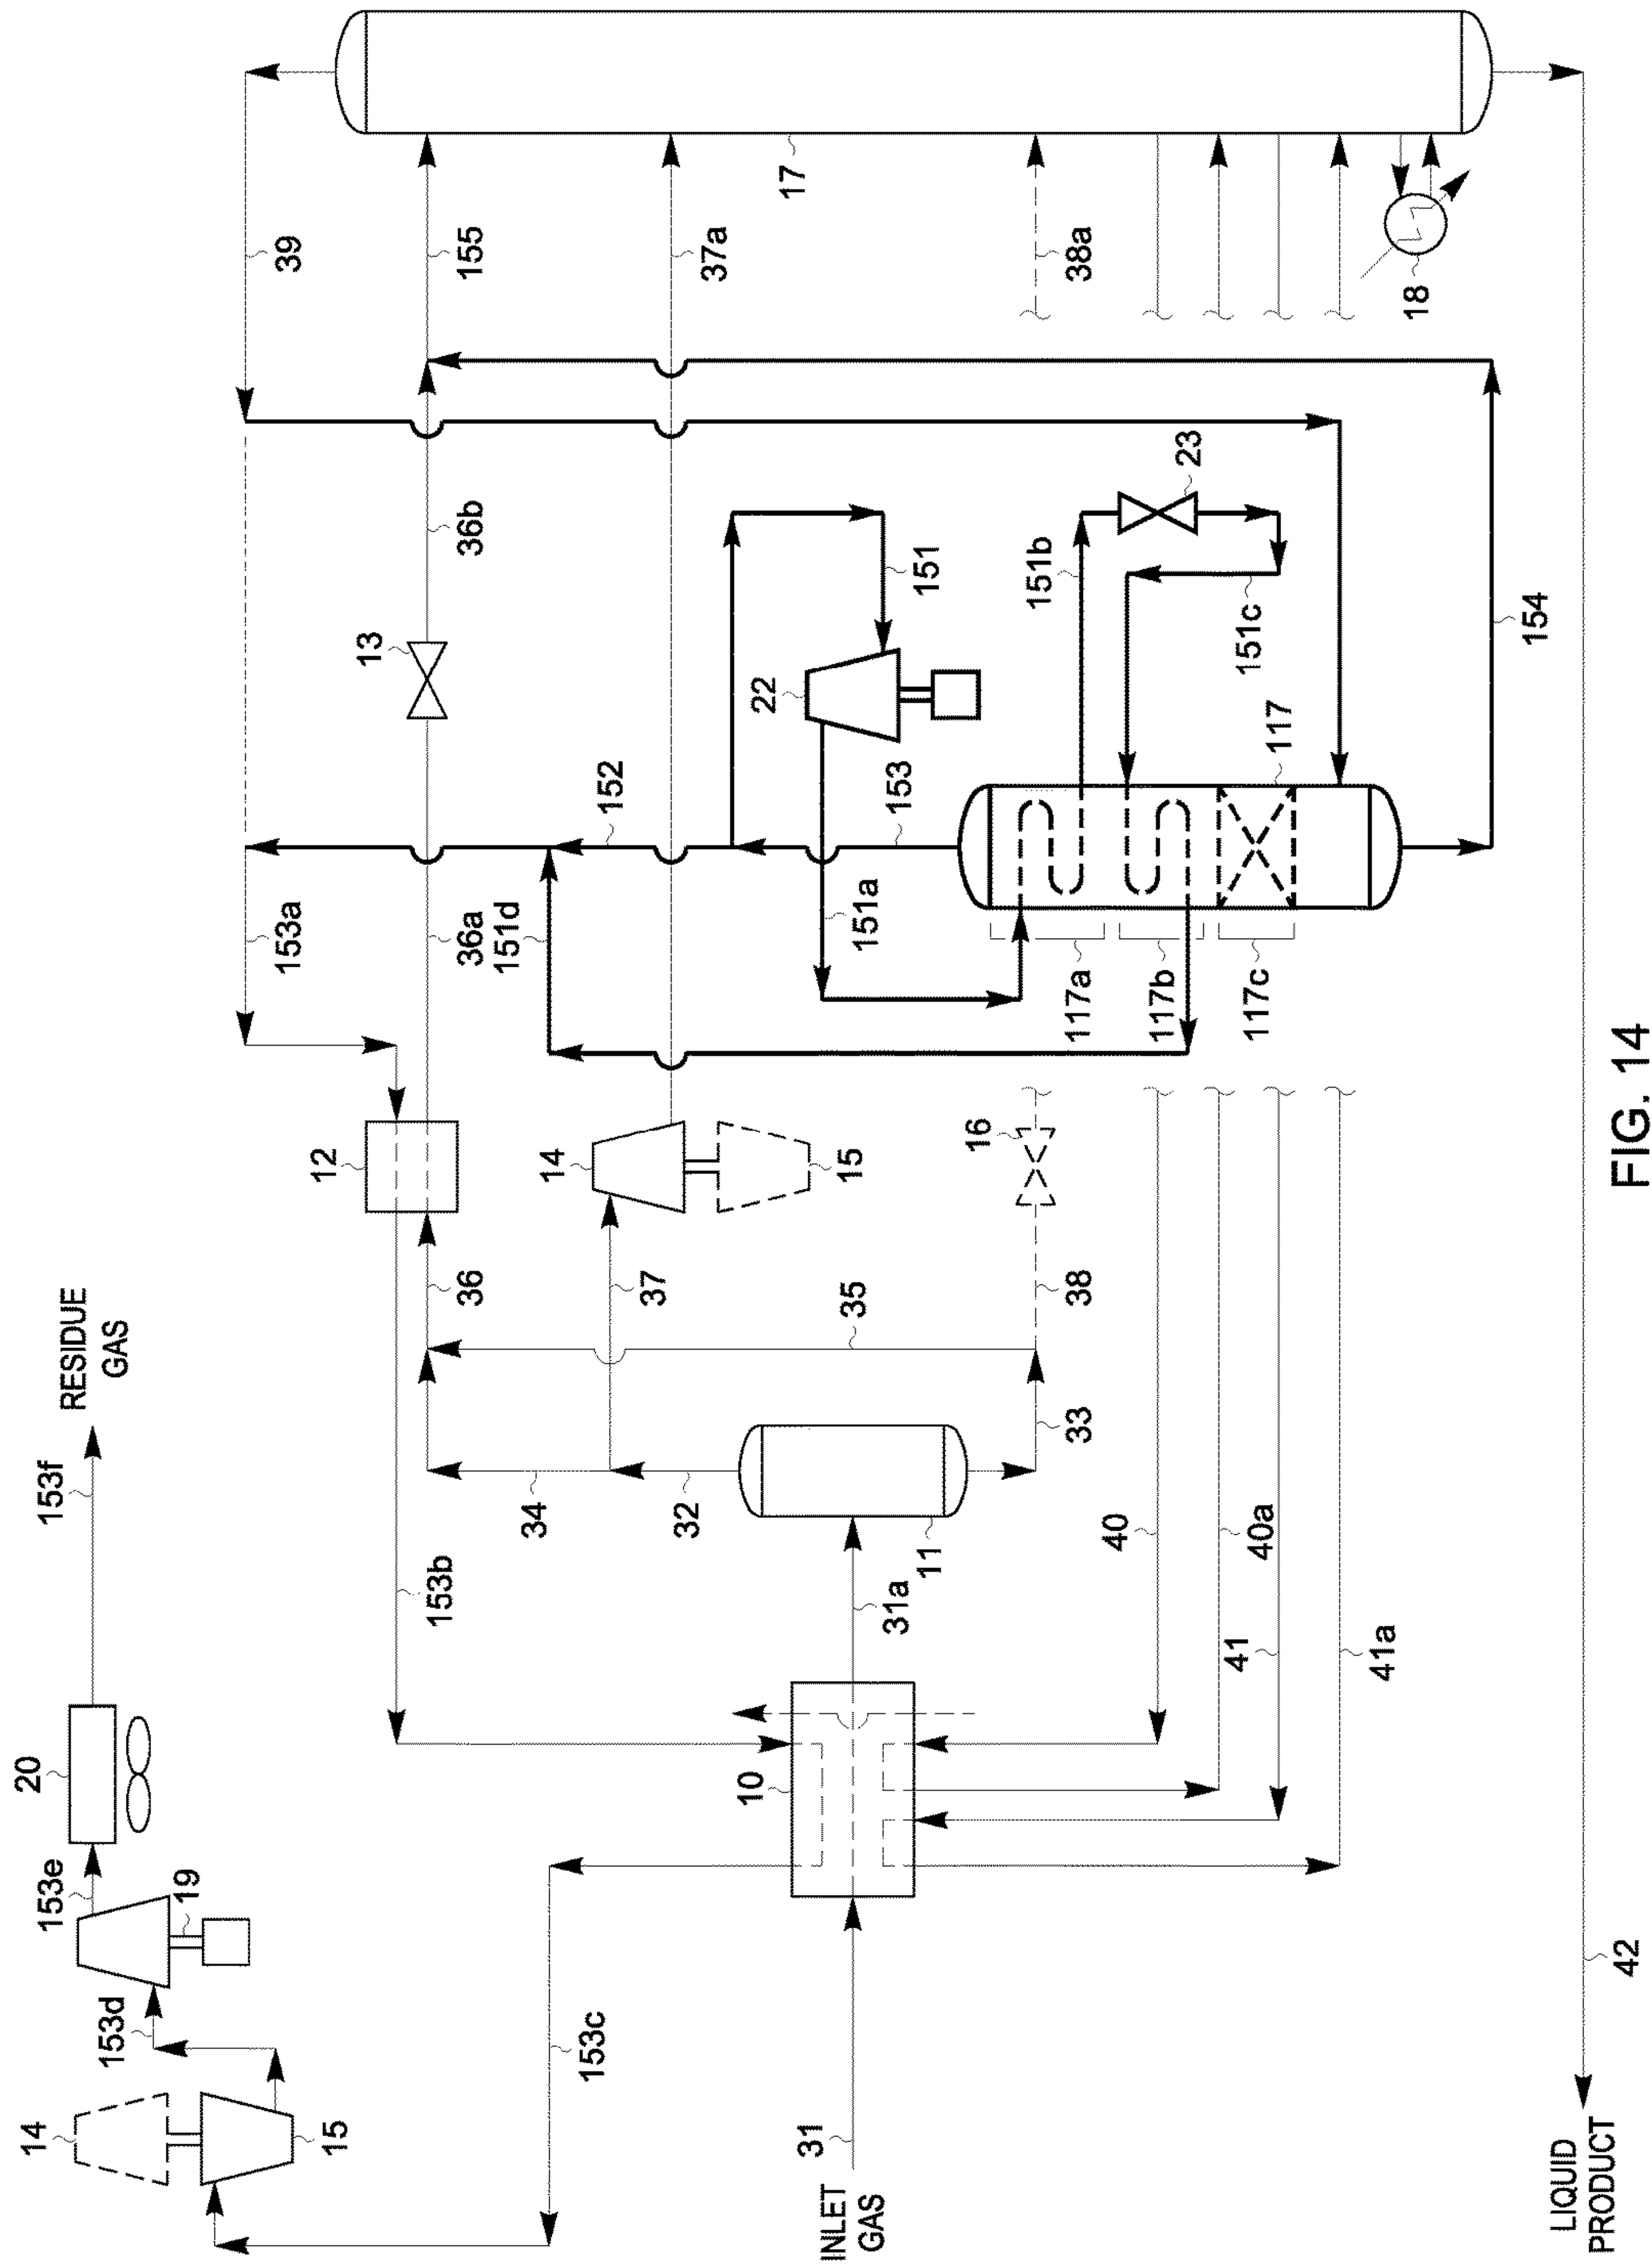 RESIDUE
GAS
153f
20
153e
19
153d
14
15
153c
153b
12
153a
39
13
36b
36a
155
36
34
35
37
14
15
32
11
33
38
16
31a
10
31
INLET
GAS
40
40a
41
41a
151d
152
153
151a
22
151
151b
23
151c
117
117a
117b
117c
154
37a
17
38a
18
42
LIQUID
PRODUCT
FIG. 14